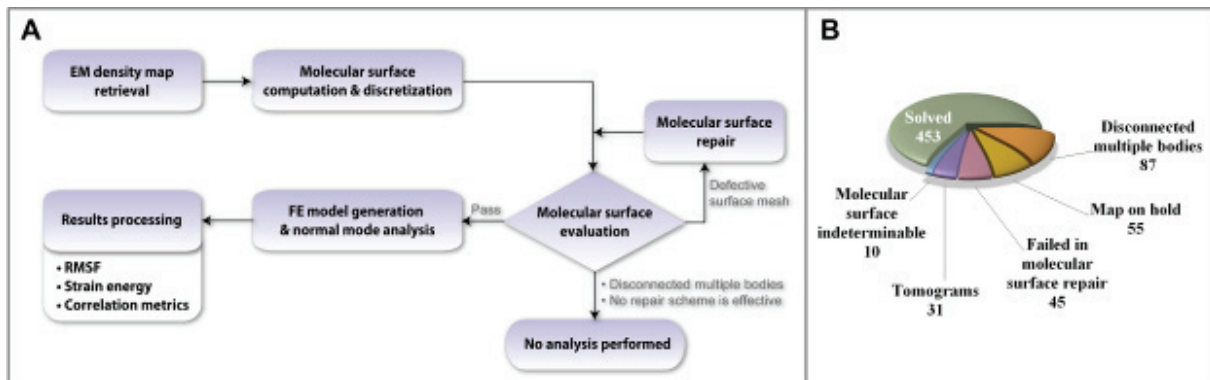 A
EM density map
retrieval
Molecular surface
computation & discretization
Molecular surface
repair
Defective
surface mesh
Molecular surface
evaluation
Pass
FE model generation
& normal mode analysis
Results processing
• RMSF
• Strain energy
• Correlation metrics
• Disconnected multiple bodies
• No repair scheme is effective
No analysis performed
B
Solved
453
Disconnected
multiple bodies
87
Map on hold
55
Failed in
molecular
surface repair
45
Tomograms
31
Molecular
surface
indeterminable
10